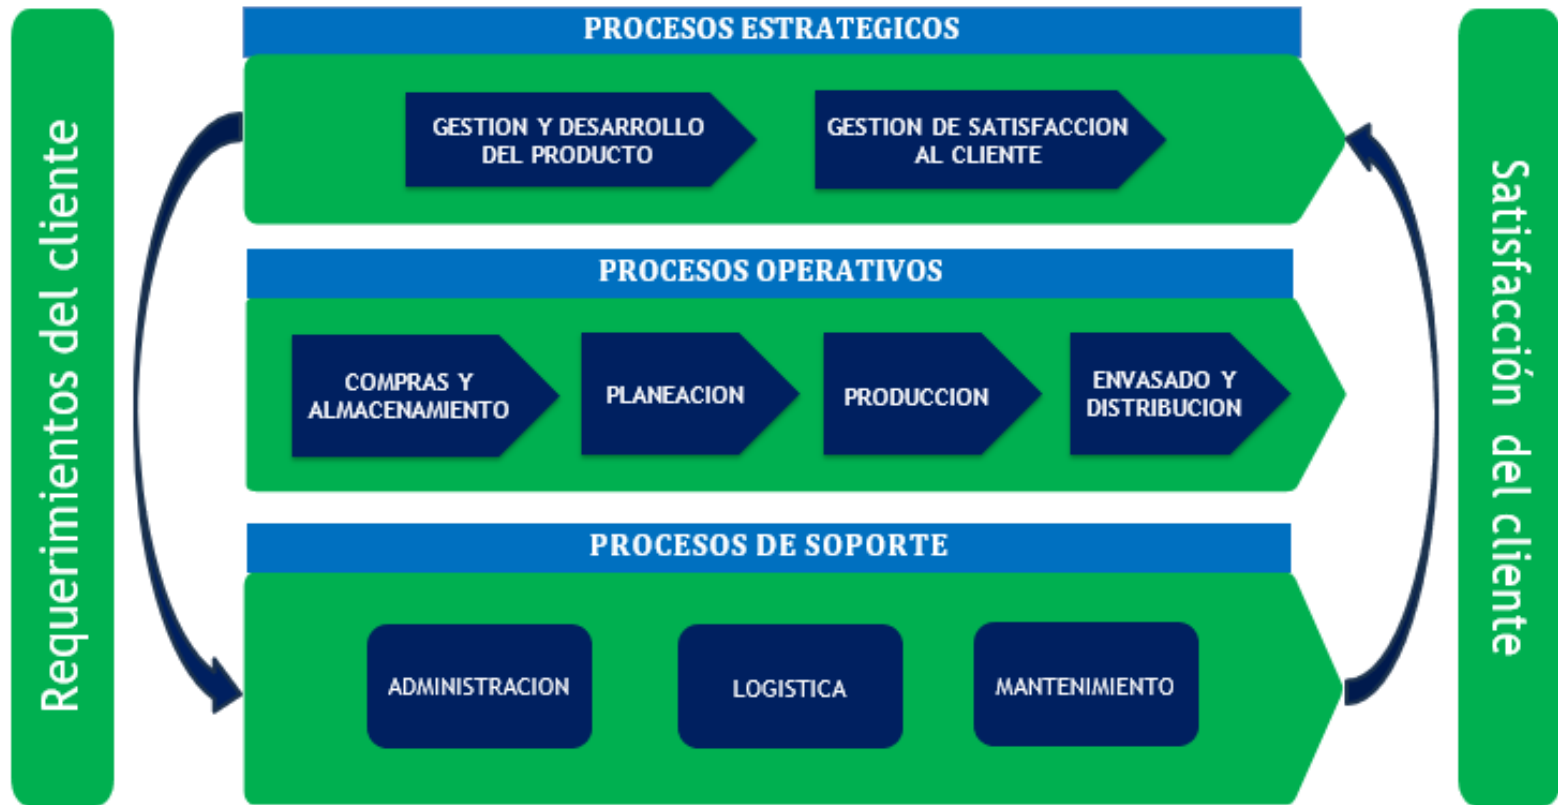 Requerimientos del cliente
PROCESOS ESTRATEGICOS
GESTION Y DESARROLLO
DEL PRODUCTO
GESTION DE SATISFACCION
AL CLIENTE
PROCESOS OPERATIVOS
COMPRAS Y
ALMACENAMIENTO
PLANEACION
PRODUCCION
ENVASADO Y
DISTRIBUCION
PROCESOS DE SOPORTE
ADMINISTRACION
LOGISTICA
MANTENIMIENTO
Satisfacción del cliente